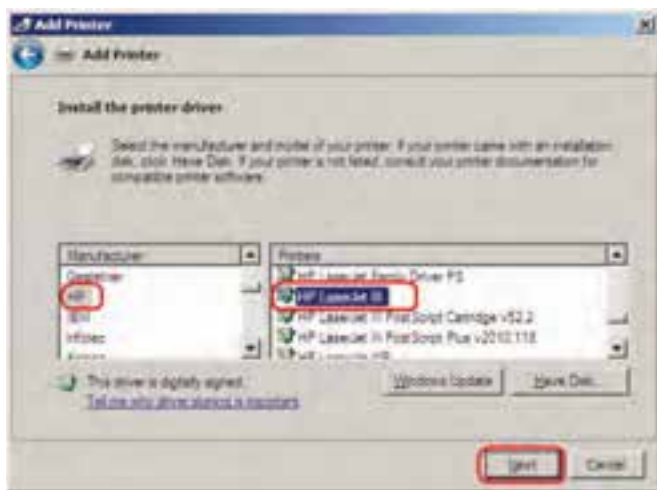 Add Printer
Add Printer
Install the printer driver
Select the manufacturer and model of your printer. If your printer came with an installation
disk, click Have Disk. If your printer is not listed, consult your printer documentation for
compatible printer software.
Manufacturer
Printers
Gestetner
HP
IBM
infotec
HP LaserJet Family Driver PS
HP LaserJet III
HP LaserJet III PostScript Cartridge v52.2
HP LaserJet III PostScript Plus v2010.118
This driver is digitally signed.
Tell me why driver signing is important
Windows Update
Have Disk...
Next
Cancel